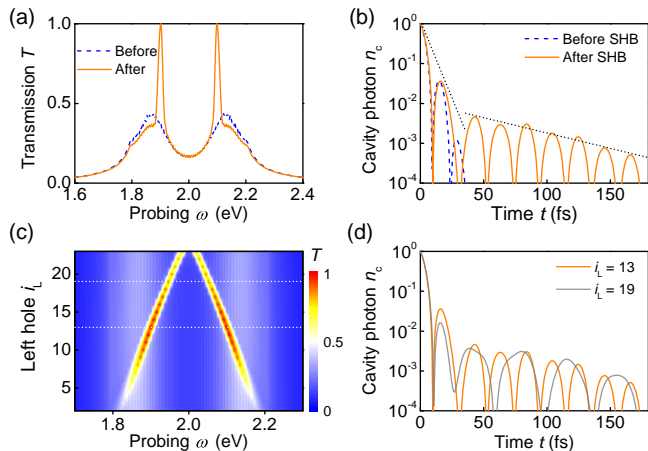 (a)
Before
After
Transmission T
1.0
0.5
0.0
1.6 1.8 2.0 2.2 2.4
Probing ω (eV)
(b)
Before SHB
After SHB
Cavity photon n_c
10^0
10^-1
10^-2
10^-3
10^-4
0 50 100 150
Time t (fs)
(c)
T
1
0.5
0
Left hole i_L
20
15
10
5
1.8 2.0 2.2
Probing ω (eV)
(d)
i_L = 13
i_L = 19
Cavity photon n_c
10^0
10^-1
10^-2
10^-3
10^-4
0 50 100 150
Time t (fs)